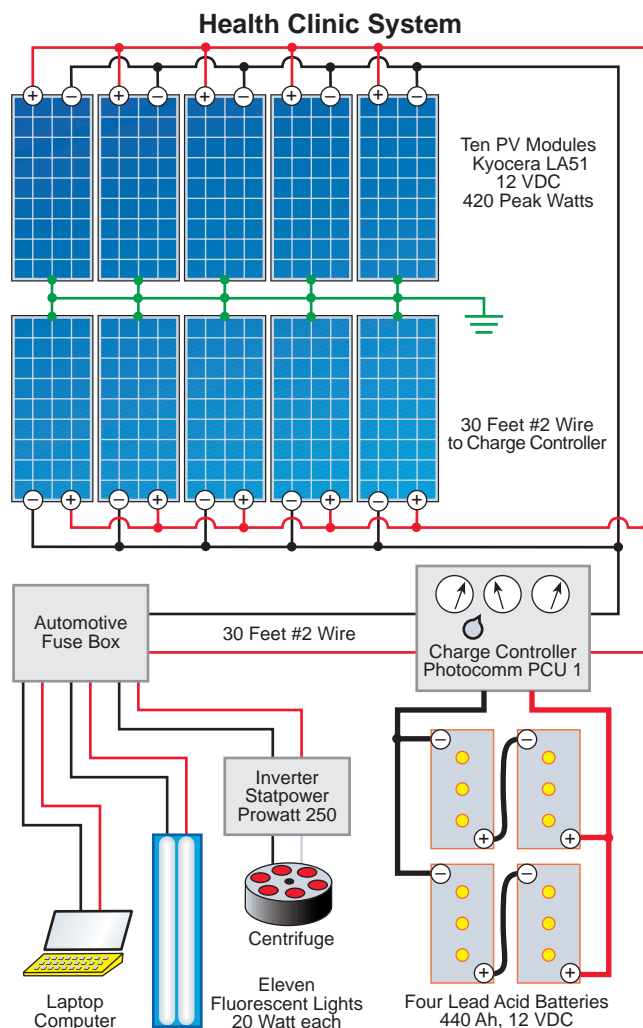 Health Clinic System
+ − + − + − + − + −
Ten PV Modules
Kyocera LA51
12 VDC
420 Peak Watts
30 Feet #2 Wire
to Charge Controller
− + − + − + − + − +
Automotive
Fuse Box
30 Feet #2 Wire
Charge Controller
Photocomm PCU 1
Inverter
Statpower
Prowatt 250
− −
+ +
− −
+ +
Centrifuge
Laptop
Computer
Eleven
Fluorescent Lights
20 Watt each
Four Lead Acid Batteries
440 Ah, 12 VDC